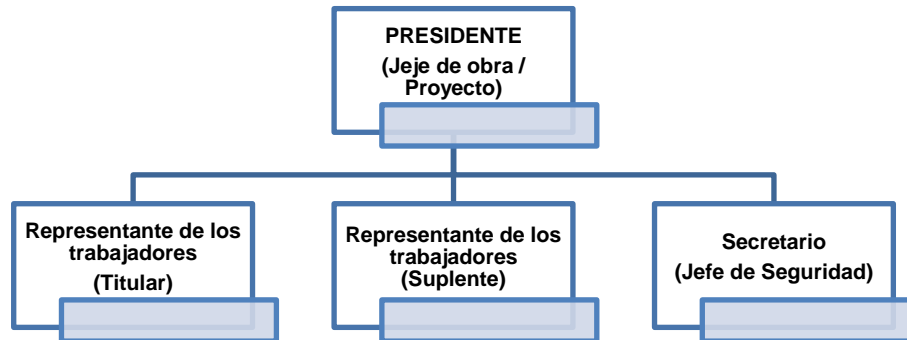 PRESIDENTE
(Jeje de obra /
Proyecto)
Representante de los
trabajadores
(Titular)
Representante de los
trabajadores
(Suplente)
Secretario
(Jefe de Seguridad)